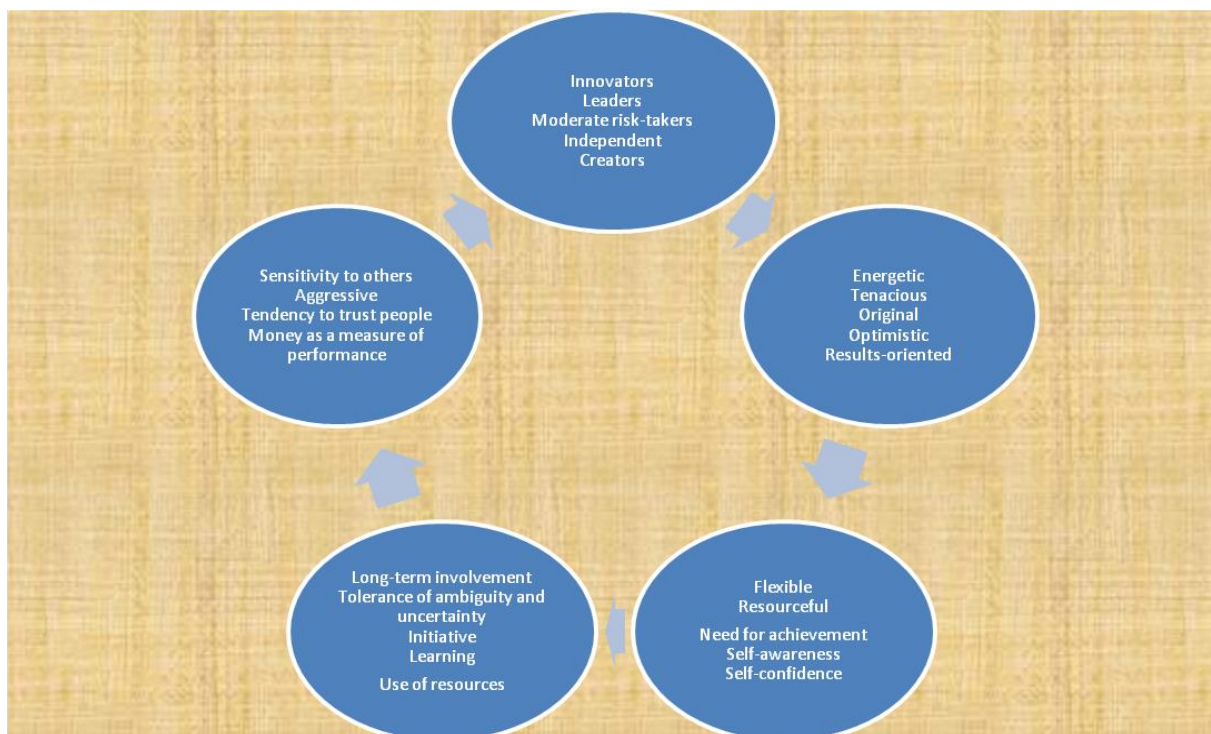 Innovators
Leaders
Moderate risk-takers
Independent
Creators
Energetic
Tenacious
Original
Optimistic
Results-oriented
Flexible
Resourceful
Need for achievement
Self-awareness
Self-confidence
Long-term involvement
Tolerance of ambiguity and
uncertainty
Initiative
Learning
Use of resources
Sensitivity to others
Aggressive
Tendency to trust people
Money as a measure of
performance